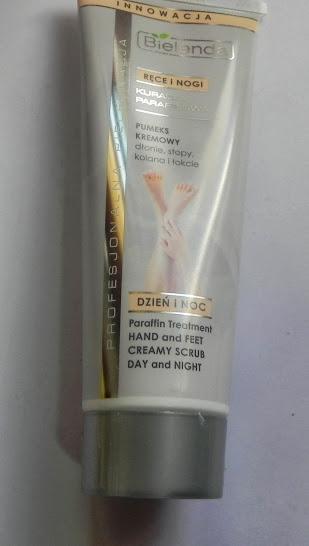 INNOWACJA
Bielenda
RĘCE I NOGI
PUMEKS
KREMOWY
dłonie, stopy,
kolana i łokcie
DZIEŃ i NOC
Paraffin Treatment
HAND and FEET
CREAMY SCRUB
DAY and NIGHT
PROFESJONALNA